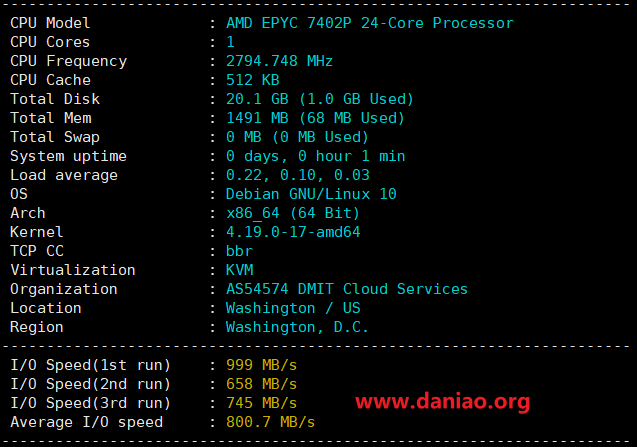 ----------------------------------------------------------------------
CPU Model            : AMD EPYC 7402P 24-Core Processor
CPU Cores            : 1
CPU Frequency        : 2794.748 MHz
CPU Cache            : 512 KB
Total Disk           : 20.1 GB (1.0 GB Used)
Total Mem            : 1491 MB (68 MB Used)
Total Swap           : 0 MB (0 MB Used)
System uptime        : 0 days, 0 hour 1 min
Load average         : 0.22, 0.10, 0.03
OS                   : Debian GNU/Linux 10
Arch                 : x86_64 (64 Bit)
Kernel               : 4.19.0-17-amd64
TCP CC               : bbr
Virtualization       : KVM
Organization         : AS54574 DMIT Cloud Services
Location             : Washington / US
Region               : Washington, D.C.
----------------------------------------------------------------------
I/O Speed(1st run)   : 999 MB/s
I/O Speed(2nd run)   : 658 MB/s
I/O Speed(3rd run)   : 745 MB/s
www.daniao.org
Average I/O speed    : 800.7 MB/s
----------------------------------------------------------------------